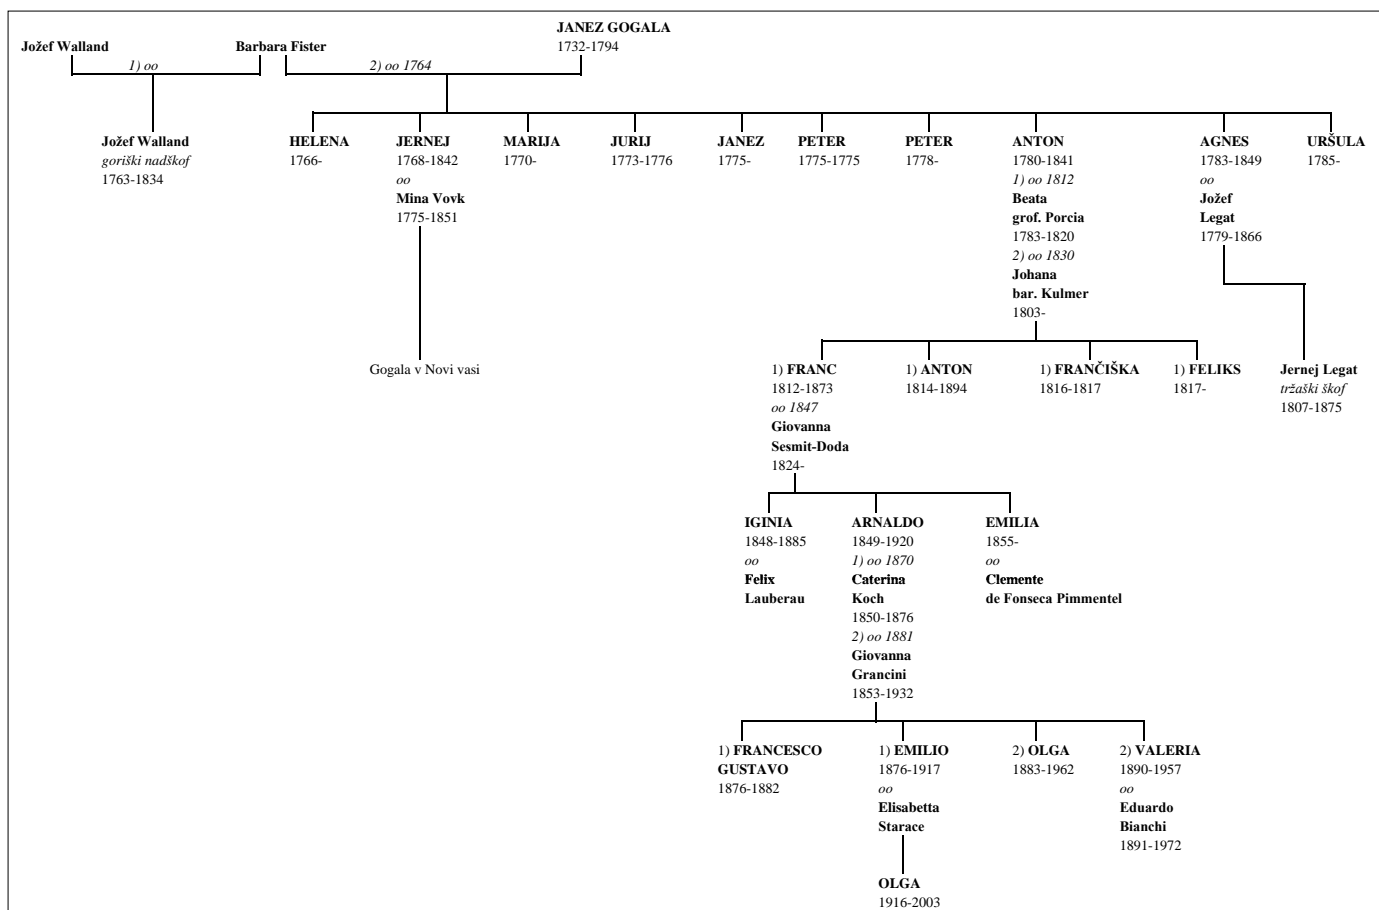 JANEZ GOGALA
1732-1794
Jožef Walland
Barbara Fister
1) oo
2) oo 1764
Jožef Walland
goriški nadškof
1763-1834
HELENA
1766-
JERNEJ
1768-1842
oo
Mina Vovk
1775-1851
MARIJA
1770-
JURIJ
1773-1776
JANEZ
1775-
PETER
1775-1775
PETER
1778-
ANTON
1780-1841
1) oo 1812
Beata
grof. Porcia
1783-1820
2) oo 1830
Johana
bar. Kulmer
1803-
AGNES
1783-1849
oo
Jožef
Legat
1779-1866
URŠULA
1785-
Gogala v Novi vasi
1) FRANC
1812-1873
oo 1847
Giovanna
Sesmit-Doda
1824-
1) ANTON
1814-1894
1) FRANČIŠKA
1816-1817
1) FELIKS
1817-
Jernej Legat
tržaški škof
1807-1875
IGINIA
1848-1885
oo
Felix
Lauberau
ARNALDO
1849-1920
1) oo 1870
Caterina
Koch
1850-1876
2) oo 1881
Giovanna
Grancini
1853-1932
EMILIA
1855-
oo
Clemente
de Fonseca Pimmentel
1) FRANCESCO
GUSTAVO
1876-1882
1) EMILIO
1876-1917
oo
Elisabetta
Starace
2) OLGA
1883-1962
2) VALERIA
1890-1957
oo
Eduardo
Bianchi
1891-1972
OLGA
1916-2003